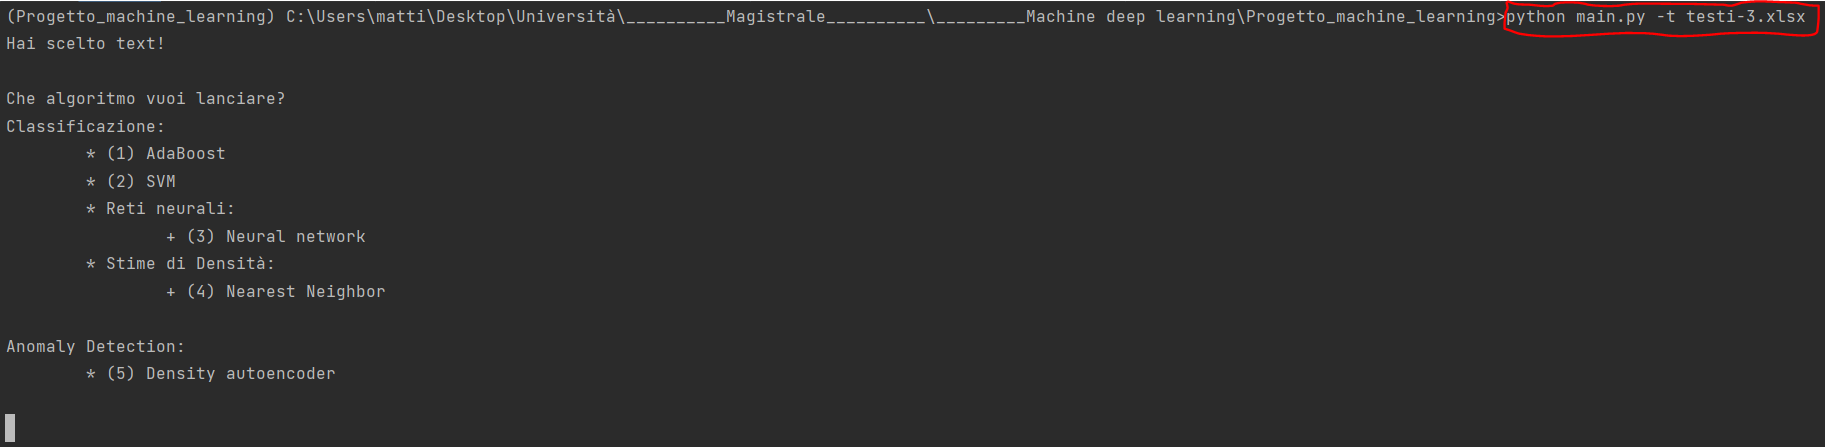 (Progetto_machine_learning) C:\Users\matti\Desktop\Università\__________Magistrale__________\_________Machine deep learning\Progetto_machine_learning>python main.py -t testi-3.xlsx
Hai scelto text!
Che algoritmo vuoi lanciare?
Classificazione:
* (1) AdaBoost
* (2) SVM
* Reti neurali:
+ (3) Neural network
* Stime di Densità:
+ (4) Nearest Neighbor
Anomaly Detection:
* (5) Density autoencoder